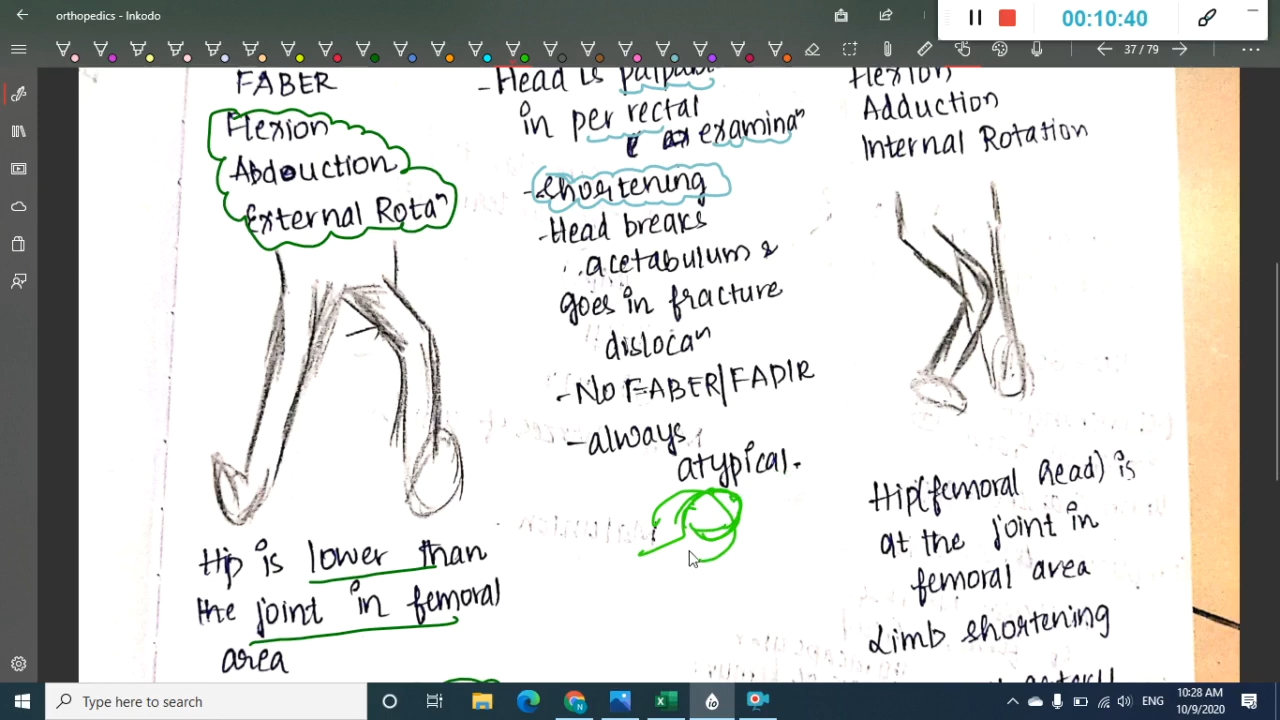 orthopedics - Inkodo
00:10:40
37 / 79
FABER
Flexion
Abdouction
External Rotaⁿ
Hip is lower than
the joint in femoral
area
-Head is palpable
in per rectal
examinaⁿ
-shortening
-Head breaks
acetabulum &
goes in fracture
dislocaⁿ
-No FABER/FADIR
-always
atypical.
Flexion
Adduction
Internal Rotation
Hip(femoral head) is
at the joint in
femoral area
Limb shortening
Type here to search
ENG
10:28 AM
10/9/2020